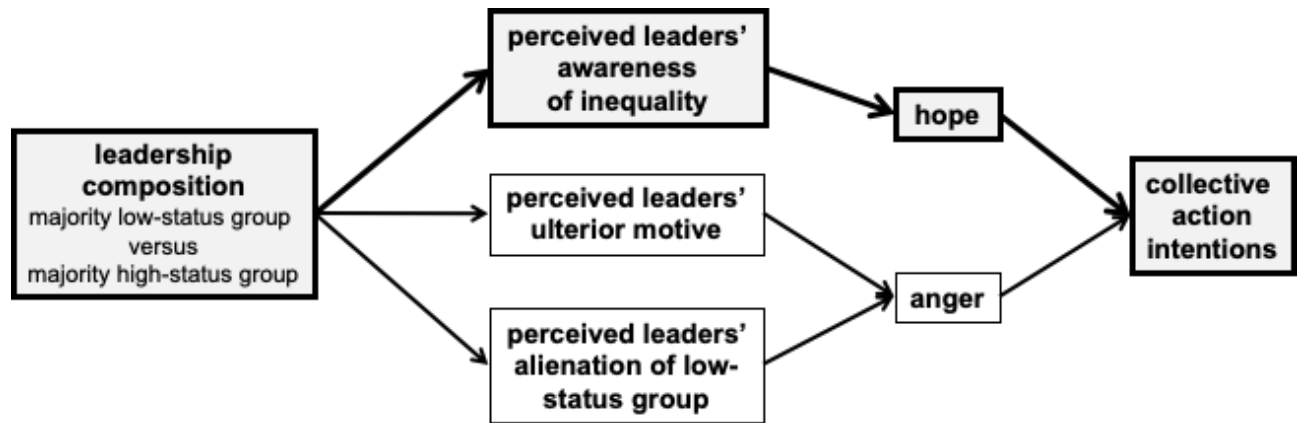 leadership
composition
majority low-status group
versus
majority high-status group
perceived leaders’
awareness
of inequality
perceived leaders’
ulterior motive
perceived leaders’
alienation of low-
status group
hope
anger
collective
action
intentions